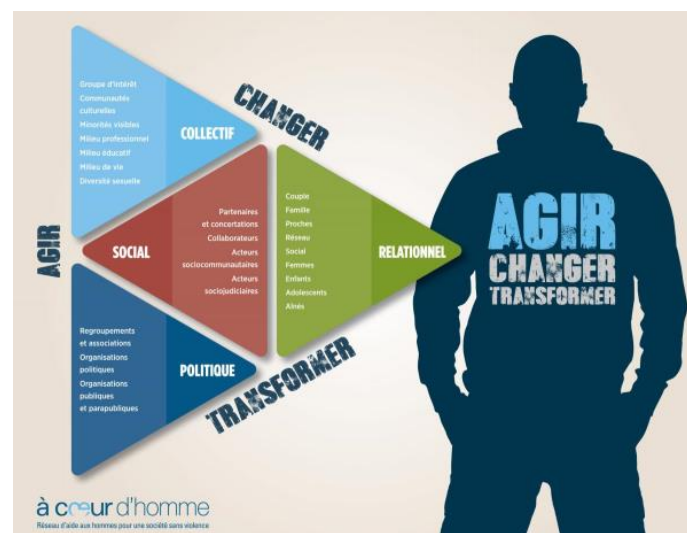 AGIR
CHANGER
TRANSFORMER
Groupe d'intérêt
Communautés
culturelles
Minorités visibles
Milieu professionnel
Milieu éducatif
Milieu de vie
Diversité sexuelle
COLLECTIF
SOCIAL
Partenaires
et concertations
Collaborateurs
Acteurs
sociocommunautaires
Acteurs
sociojudiciaires
Couple
Famille
Proches
Réseau
Social
Femmes
Enfants
Adolescents
Aînés
RELATIONNEL
Regroupements
et associations
Organisations
politiques
Organisations
publiques
et parapubliques
POLITIQUE
AGIR
CHANGER
TRANSFORMER
à cœur d'homme
Réseau d'aide aux hommes pour une société sans violence